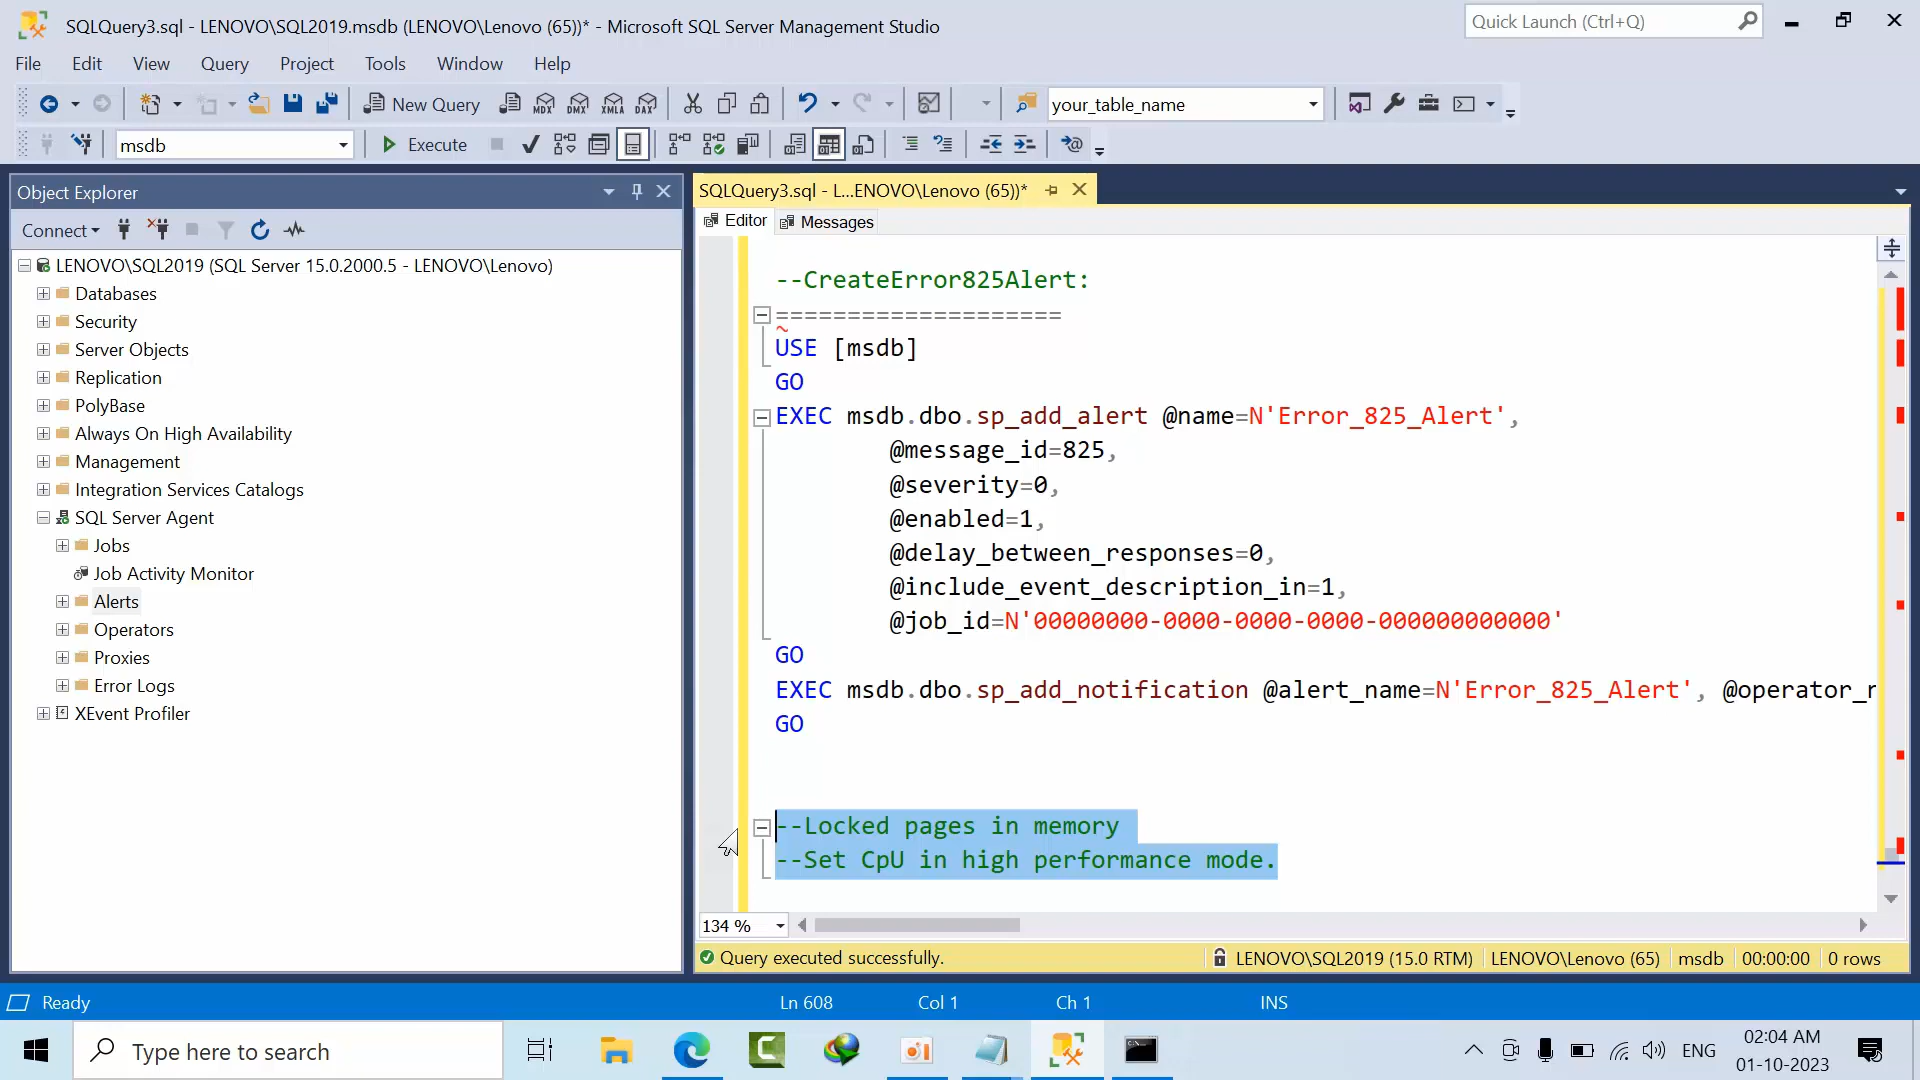 SQLQuery3.sql - LENOVO\SQL2019.msdb (LENOVO\Lenovo (65))* - Microsoft SQL Server Management Studio
Quick Launch (Ctrl+Q)
File Edit View Query Project Tools Window Help
New Query
MDX DMX XMLA DAX
your_table_name
msdb
Execute
Object Explorer
Connect
LENOVO\SQL2019 (SQL Server 15.0.2000.5 - LENOVO\Lenovo)
Databases
Security
Server Objects
Replication
PolyBase
Always On High Availability
Management
Integration Services Catalogs
SQL Server Agent
Jobs
Job Activity Monitor
Alerts
Operators
Proxies
Error Logs
XEvent Profiler
SQLQuery3.sql - L...ENOVO\Lenovo (65))*
Editor Messages
--CreateError825Alert:
====================
USE [msdb]
GO
EXEC msdb.dbo.sp_add_alert @name=N'Error_825_Alert',
@message_id=825,
@severity=0,
@enabled=1,
@delay_between_responses=0,
@include_event_description_in=1,
@job_id=N'00000000-0000-0000-0000-000000000000'
GO
EXEC msdb.dbo.sp_add_notification @alert_name=N'Error_825_Alert', @operator_
GO
--Locked pages in memory
--Set CpU in high performance mode.
134 %
Query executed successfully.
LENOVO\SQL2019 (15.0 RTM) LENOVO\Lenovo (65) msdb 00:00:00 0 rows
Ready
Ln 608 Col 1 Ch 1 INS
Type here to search
ENG
02:04 AM
01-10-2023